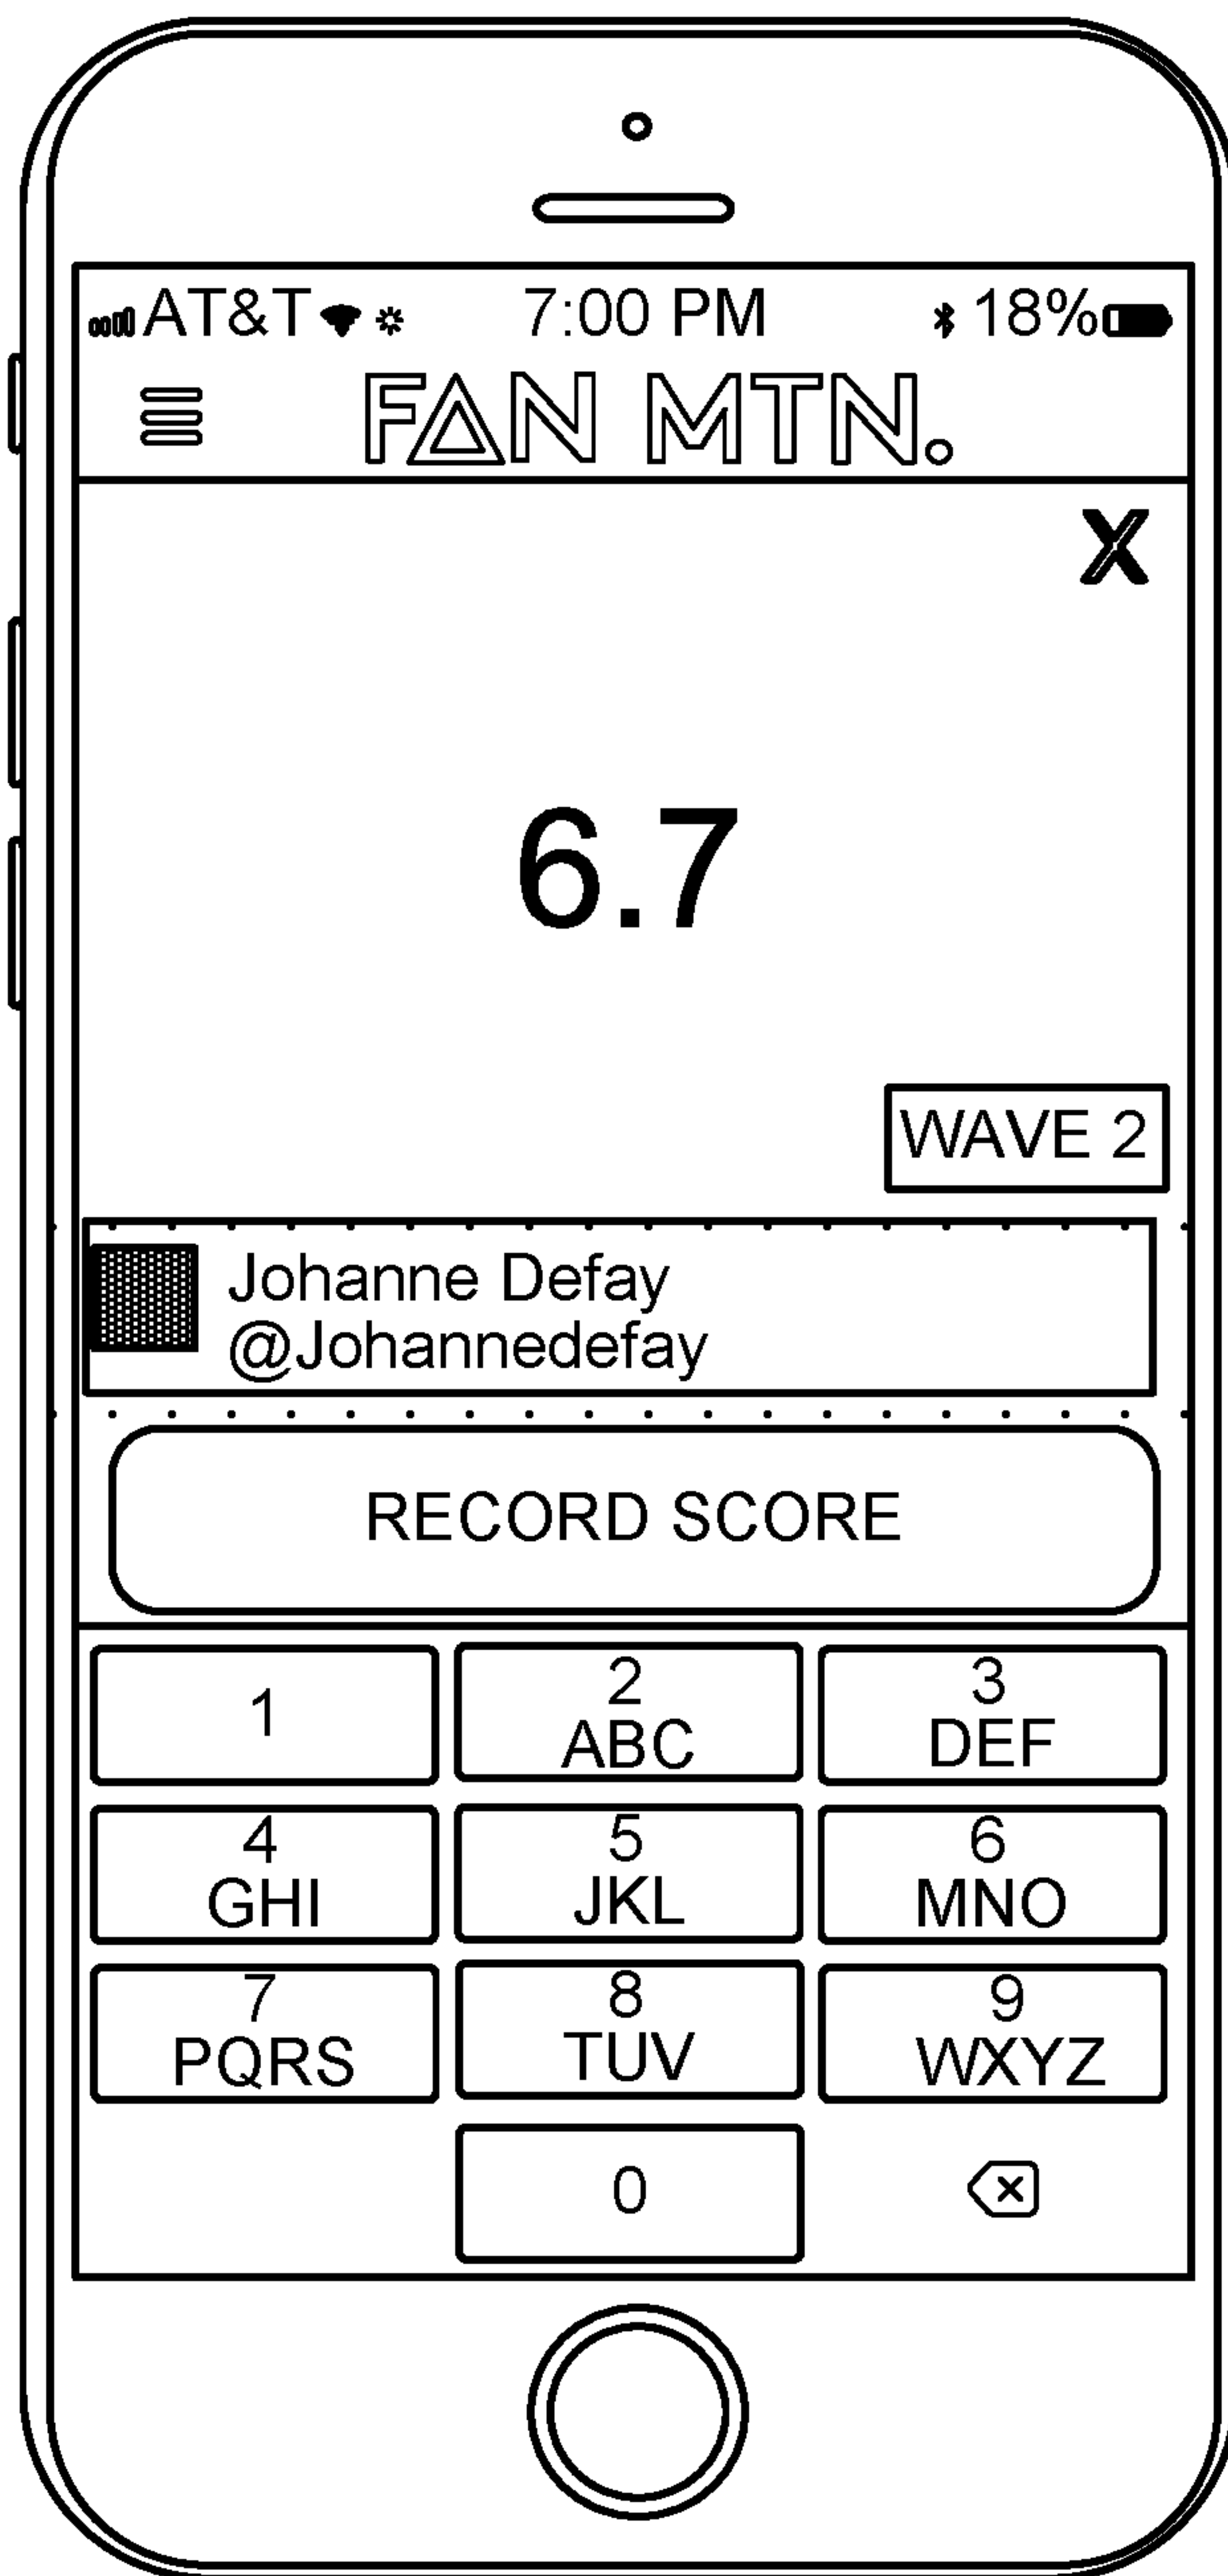 AT&T 7:00 PM 18%
FAN MTN.
X
6.7
WAVE 2
Johanne Defay
@Johannedefay
RECORD SCORE
1 2 3
ABC DEF
4 5 6
GHI JKL MNO
7 8 9
PQRS TUV WXYZ
0